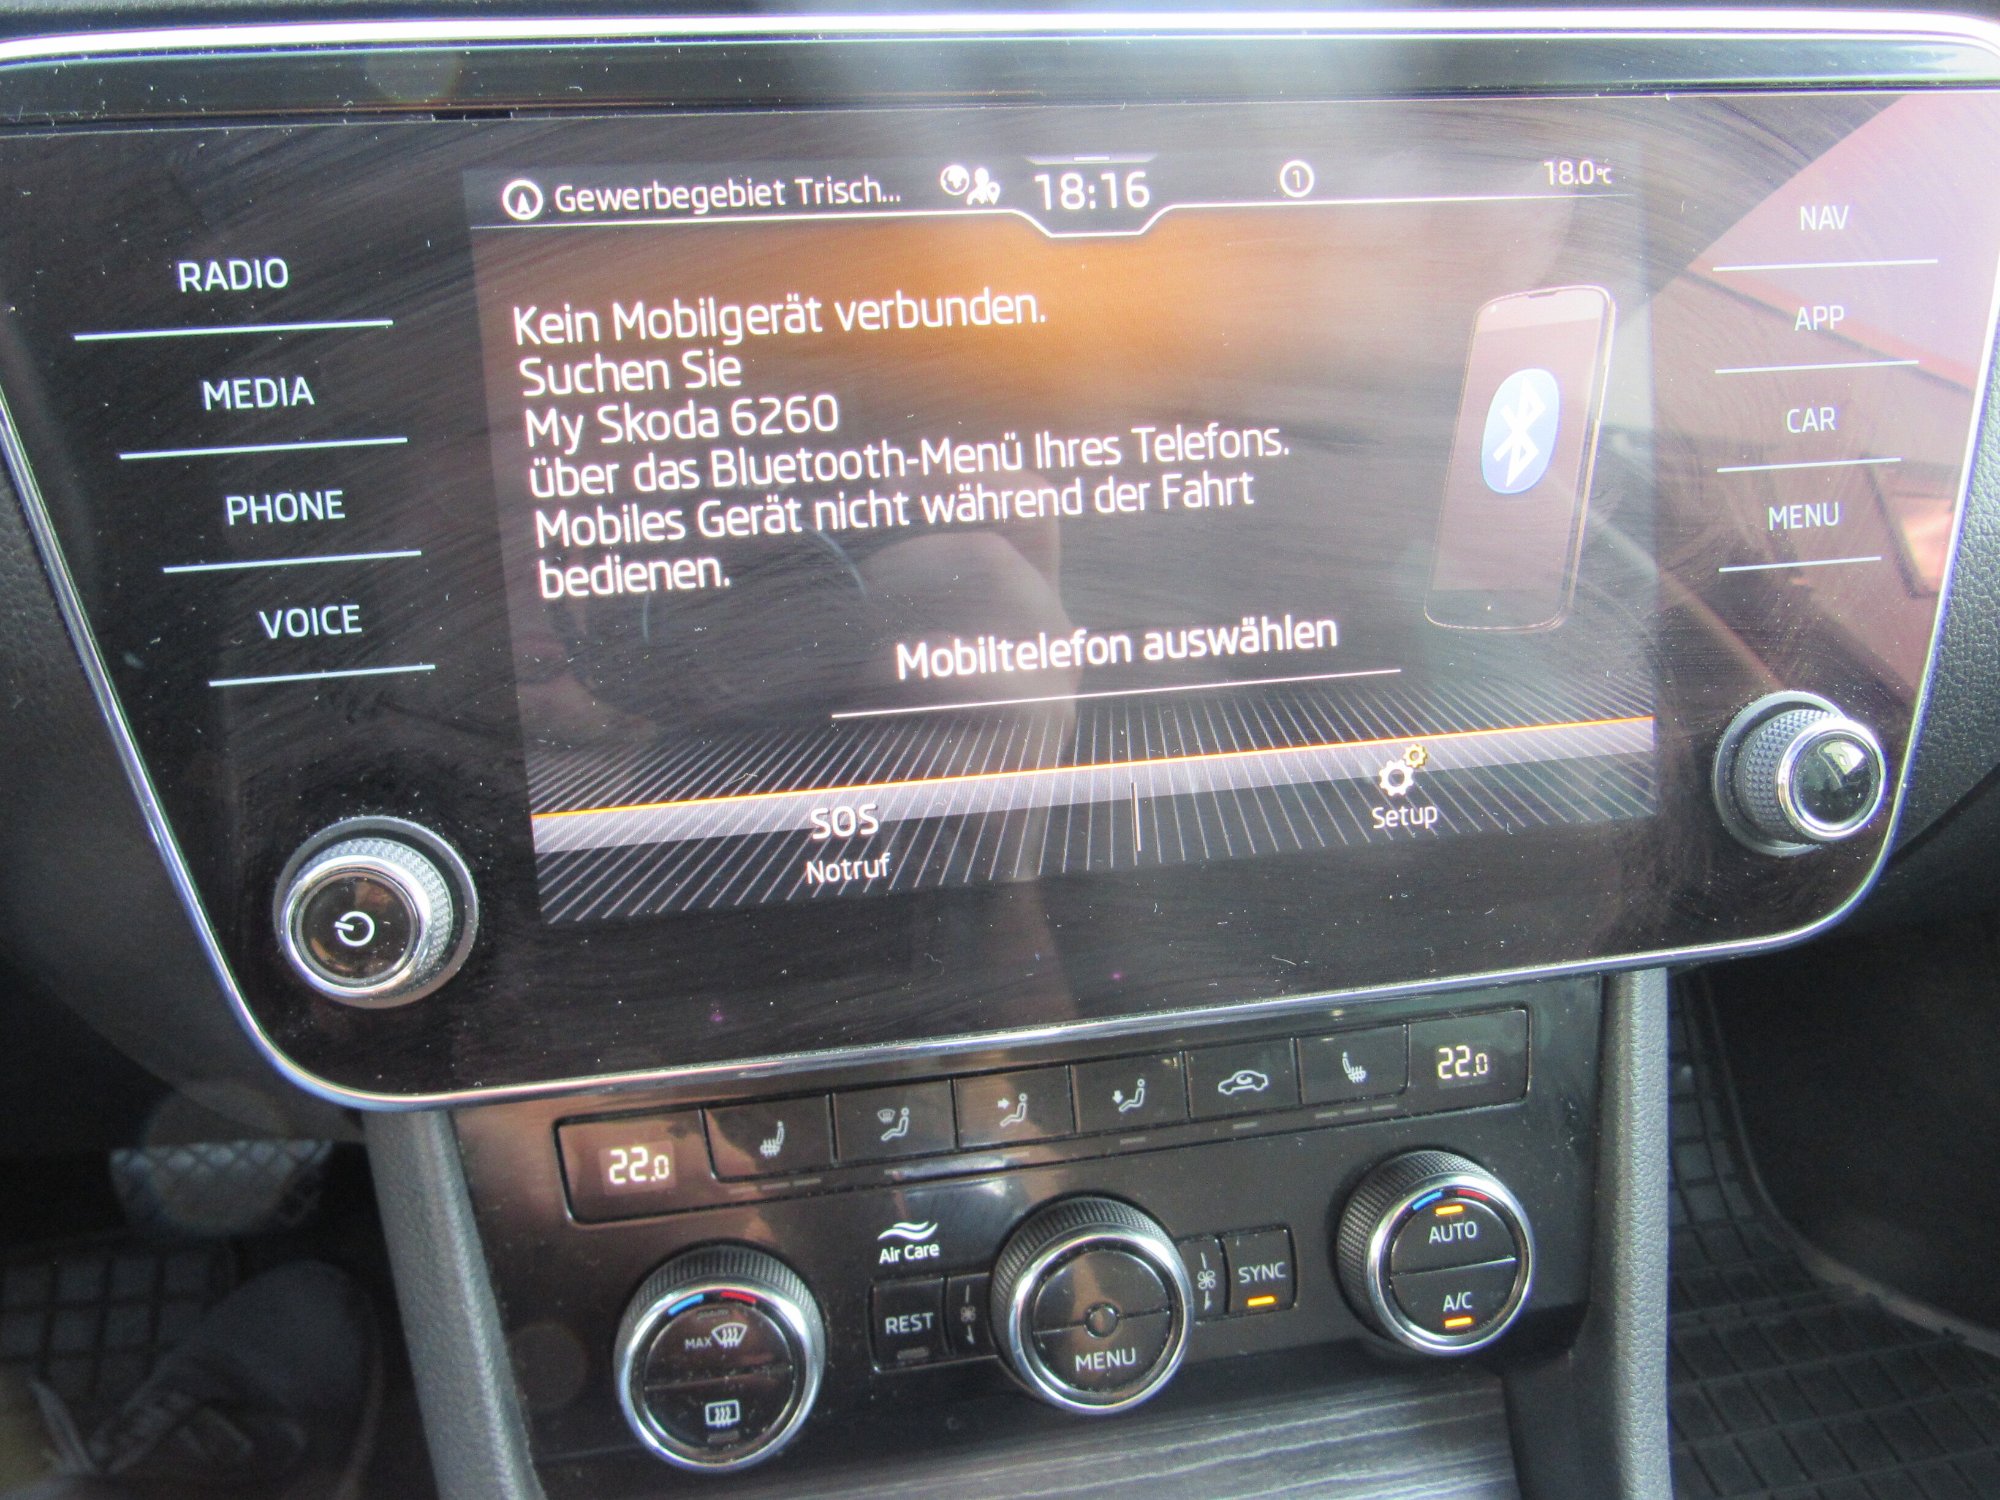 Gewerbegebiet Trisch... 18:16 1 18.0°C
RADIO
MEDIA
PHONE
VOICE
Kein Mobilgerät verbunden.
Suchen Sie
My Skoda 6260
über das Bluetooth-Menü Ihres Telefons.
Mobiles Gerät nicht während der Fahrt
bedienen.
Mobiltelefon auswählen
SOS
Notruf
Setup
NAV
APP
CAR
MENU
22.0
22.0
Air Care
MAX
REST
MENU
SYNC
AUTO
A/C